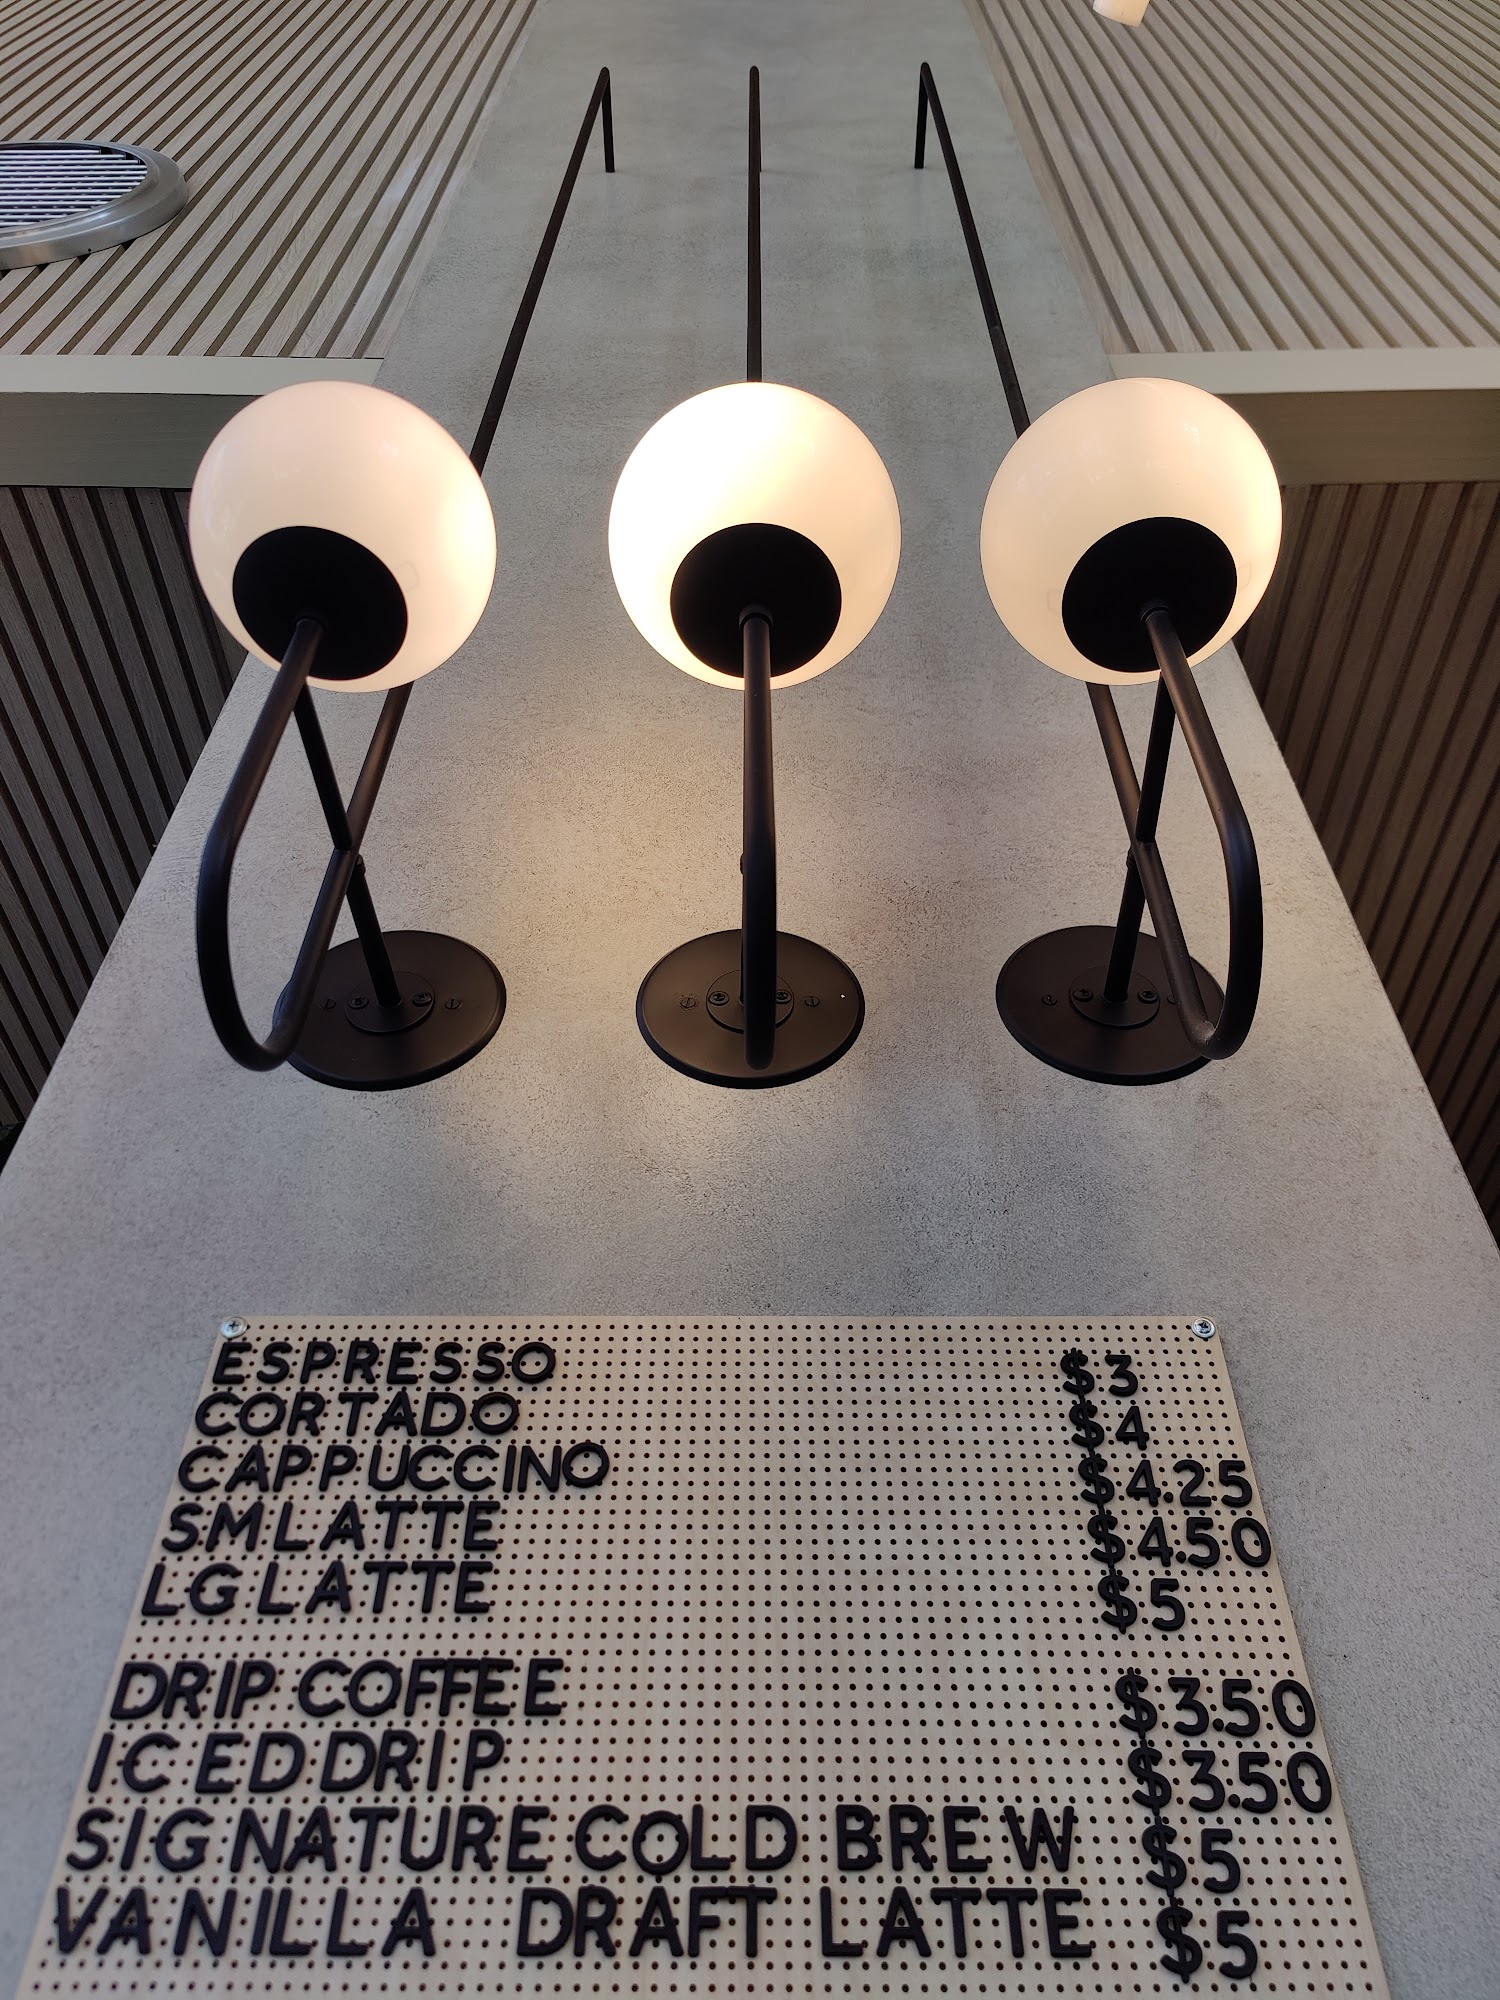 ESPRESSO $3
CORTADO $4
CAPPUCCINO $4.25
SM LATTE $4.50
LG LATTE $5
DRIP COFFEE $3.50
ICED DRIP $3.50
SIGNATURE COLD BREW $5
VANILLA DRAFT LATTE $5